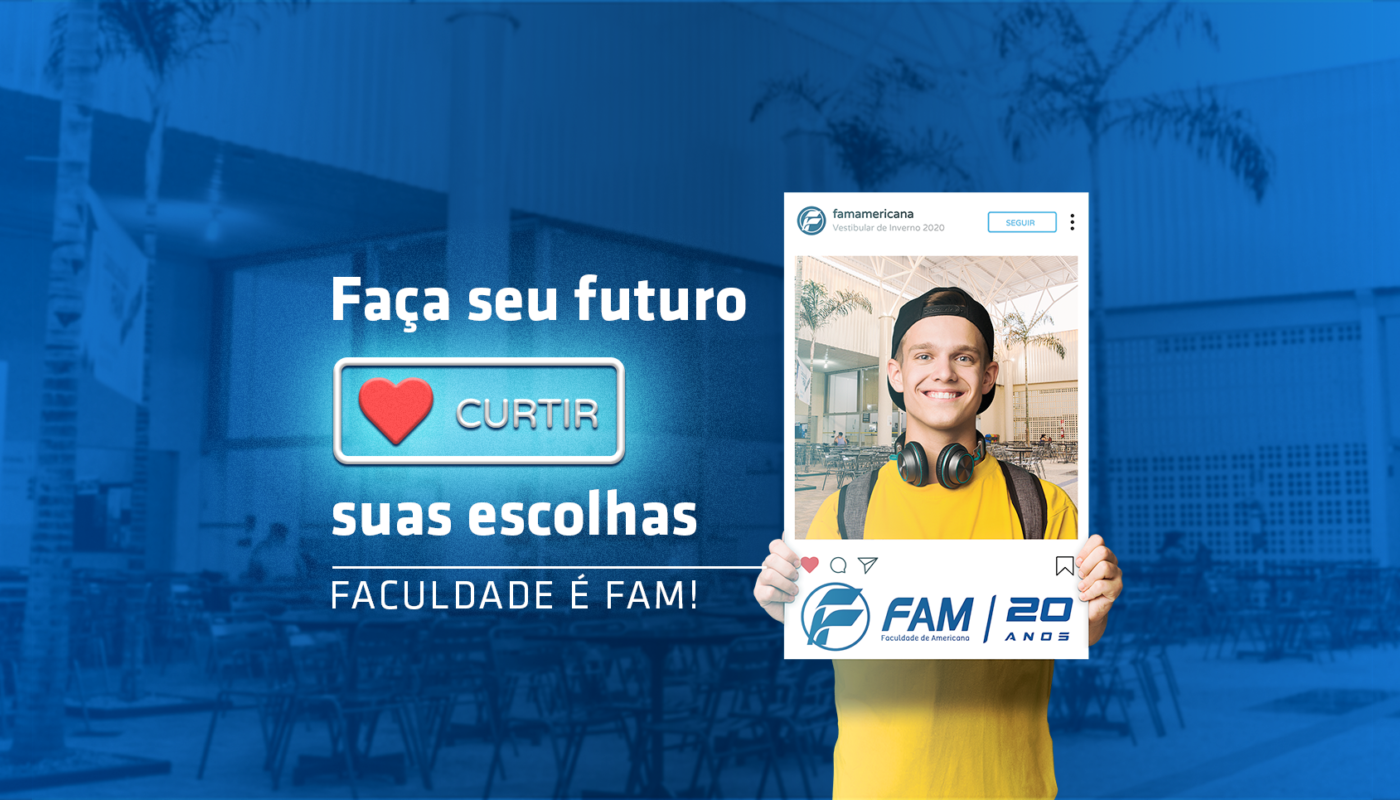 Faça seu futuro
CURTIR
suas escolhas
FACULDADE É FAM!
famamericana
Vestibular de Inverno 2020
SEGUIR
FAM | 20
Faculdade de Americana
ANOS